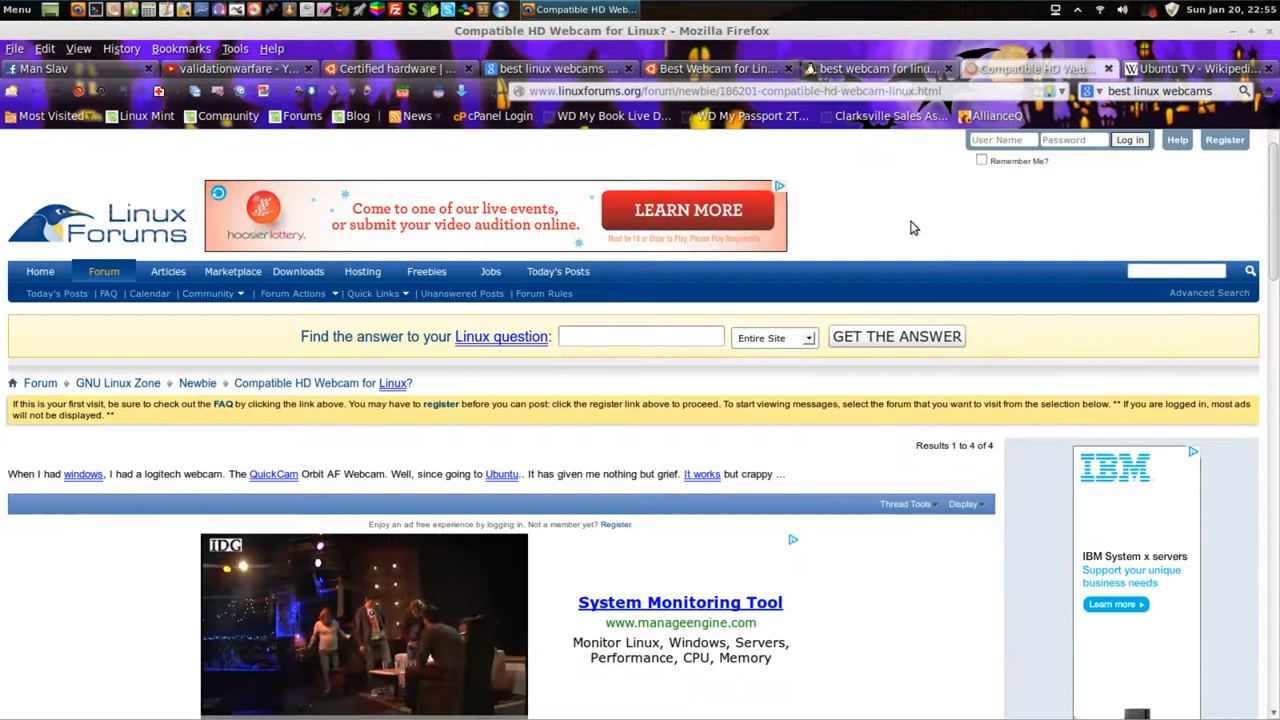 Menu
Compatible HD Web...
Sun Jan 20, 22:55
Compatible HD Webcam for Linux? - Mozilla Firefox
File Edit View History Bookmarks Tools Help
Man Slav
validationwarfare - Y...
Certified hardware | ...
best linux webcams ...
Best Webcam for Lin...
best webcam for linu...
Compatible HD Web...
Ubuntu TV - Wikipedi...
www.linuxforums.org/forum/newbie/186201-compatible-hd-webcam-linux.html
best linux webcams
Most Visited Linux Mint Community Forums Blog News cPanel Login WD My Book Live D... WD My Passport 2T... Clarksville Sales As... AllianceQ
User Name Password Log in Help Register
Remember Me?
Linux Forums
hoosier lottery.
Come to one of our live events,
or submit your video audition online.
LEARN MORE
Must be 18 or Older to Play. Please Play Responsibly.
Home Forum Articles Marketplace Downloads Hosting Freebies Jobs Today's Posts
Today's Posts | FAQ | Calendar | Community | Forum Actions | Quick Links | Unanswered Posts | Forum Rules
Advanced Search
Find the answer to your Linux question: Entire Site GET THE ANSWER
Forum GNU Linux Zone Newbie Compatible HD Webcam for Linux?
If this is your first visit, be sure to check out the FAQ by clicking the link above. You may have to register before you can post: click the register link above to proceed. To start viewing messages, select the forum that you want to visit from the selection below. ** If you are logged in, most ads
will not be displayed. **
Results 1 to 4 of 4
When I had windows, I had a logitech webcam. The QuickCam Orbit AF Webcam. Well.. since going to Ubuntu.. It has given me nothing but grief. It works but crappy ...
Thread Tools Display
Enjoy an ad free experience by logging in. Not a member yet? Register.
IDG
System Monitoring Tool
www.manageengine.com
Monitor Linux, Windows, Servers,
Performance, CPU, Memory
IBM
IBM System x servers
Support your unique
business needs
Learn more